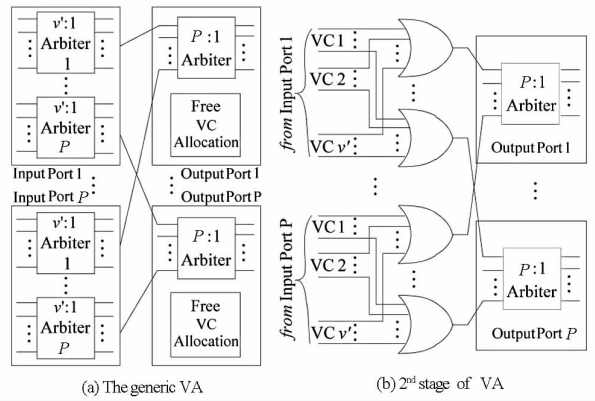 v':1
Arbiter
1
v':1
Arbiter
P
Input Port 1
P:1
Arbiter
Free
VC
Allocation
Output Port 1
Input Port P
v':1
Arbiter
1
v':1
Arbiter
P
Output Port P
P:1
Arbiter
Free
VC
Allocation
(a) The generic VA
from Input Port 1
VC 1
VC 2
VC v'
P:1
Arbiter
Output Port 1
from Input Port P
VC1
VC 2
VC v'
P:1
Arbiter
Output Port P
(b) 2nd stage of VA